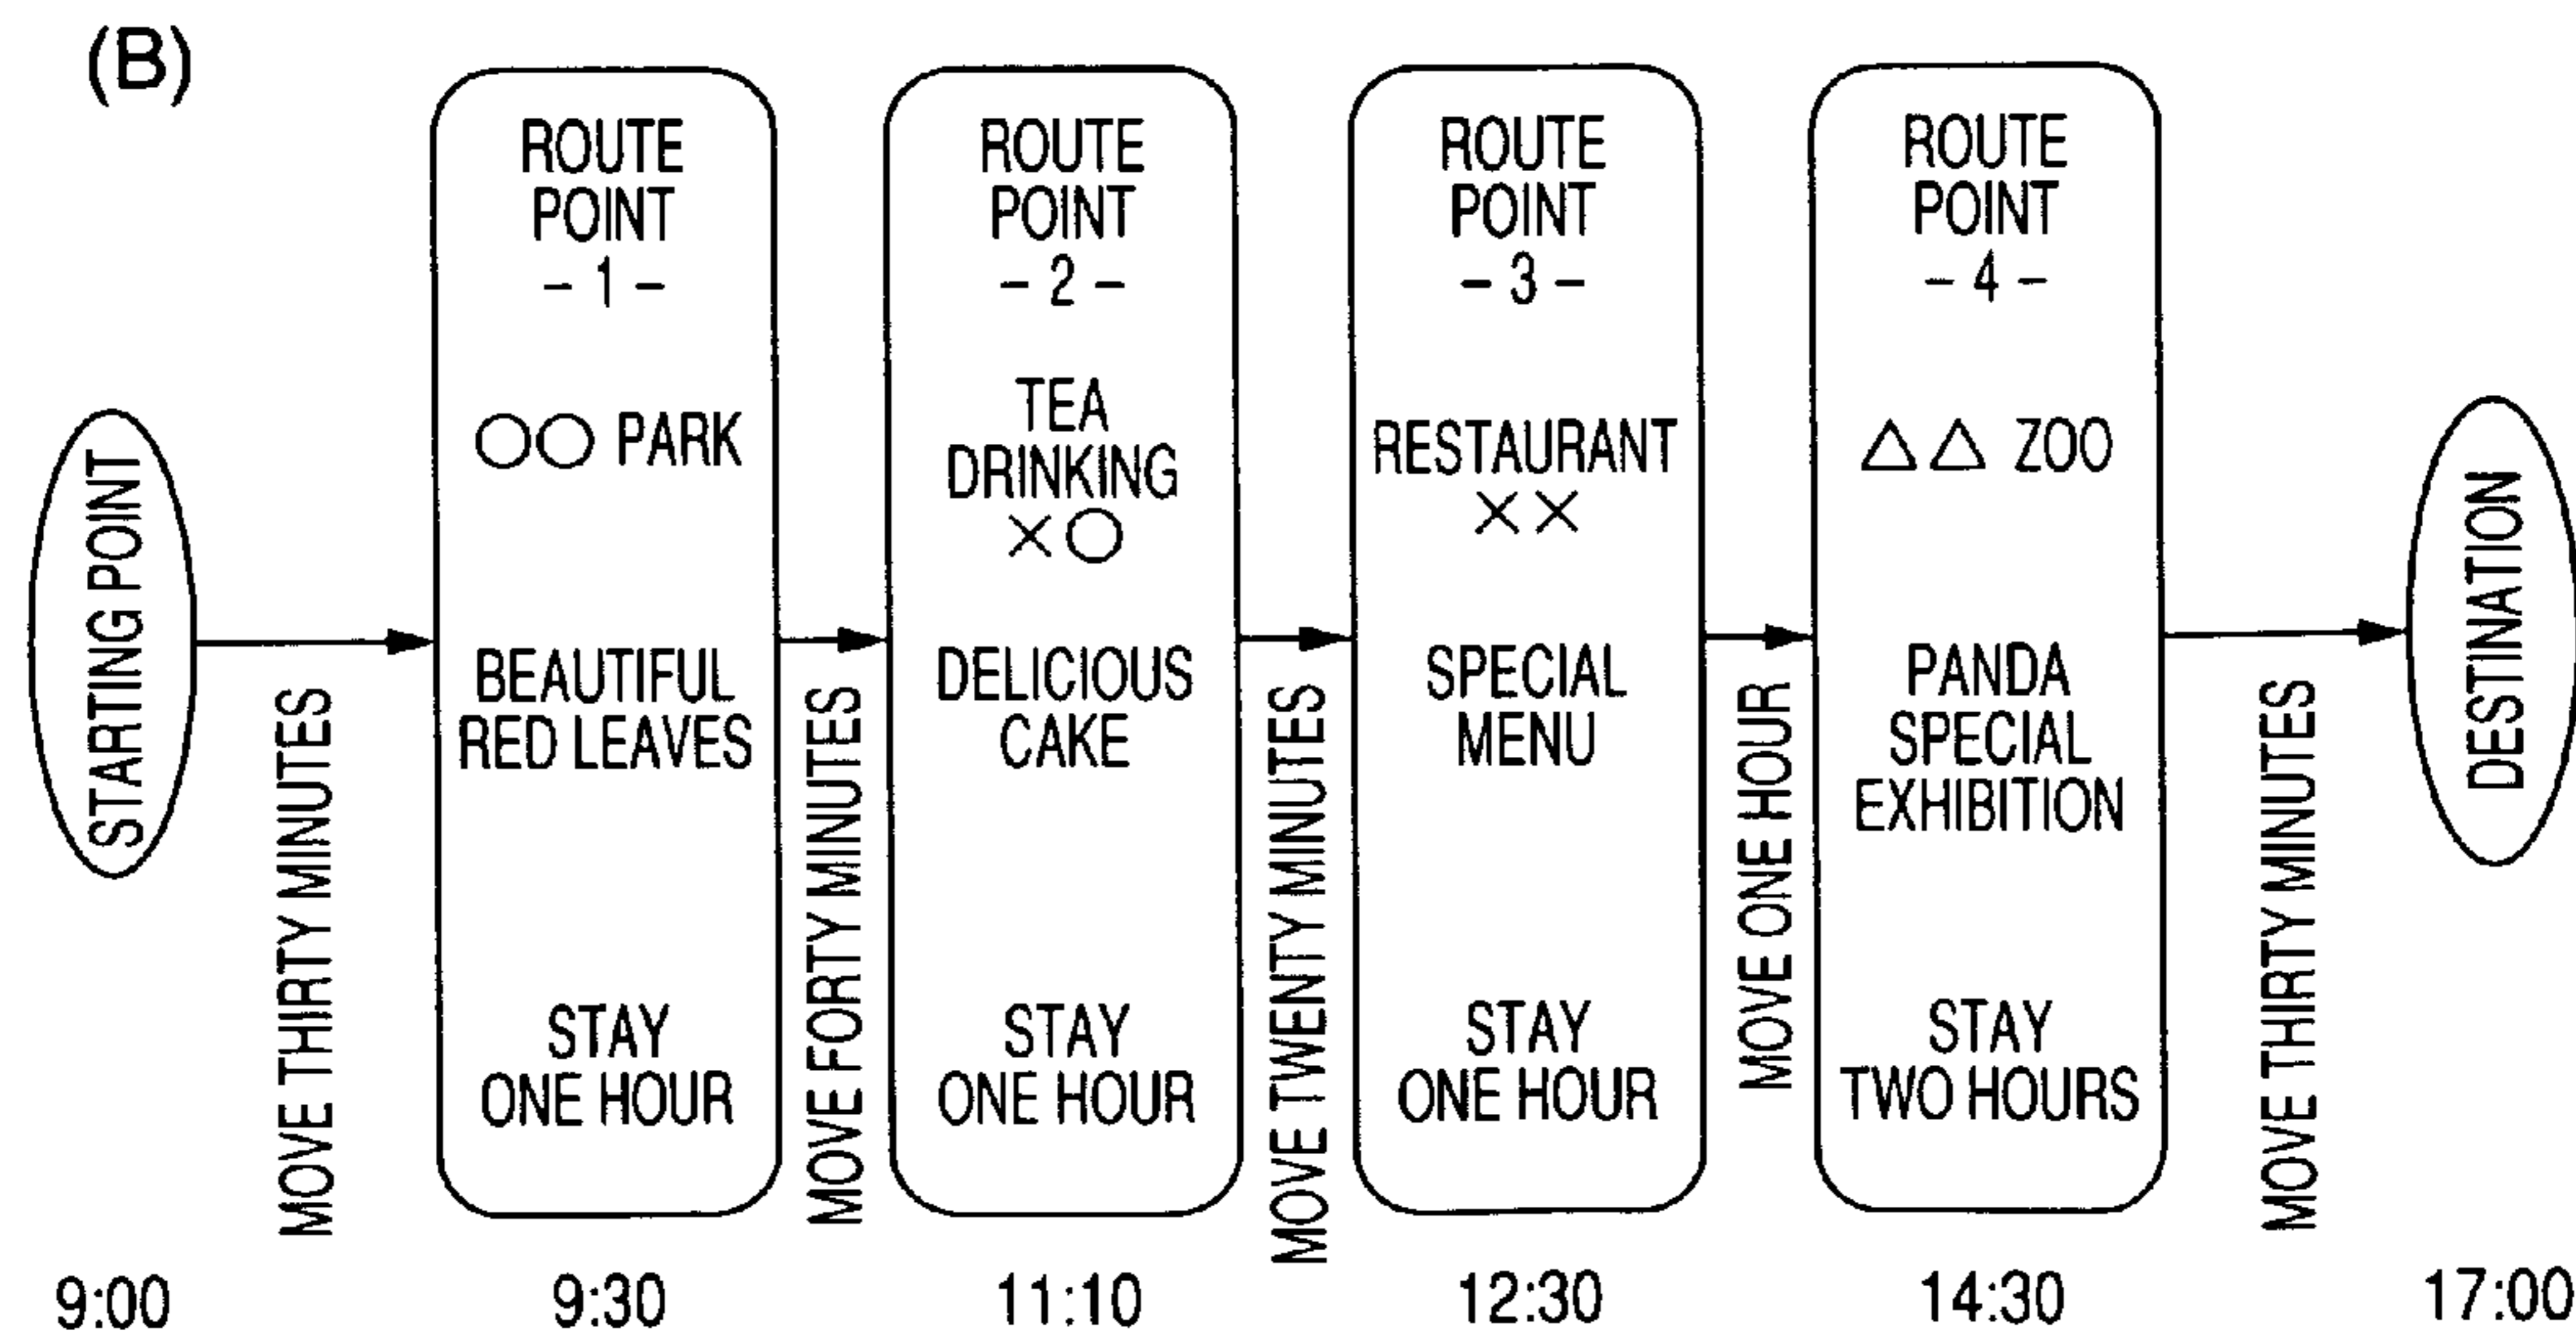 (B)
STARTING POINT
MOVE THIRTY MINUTES
ROUTE
POINT
– 1 –
○○ PARK
BEAUTIFUL
RED LEAVES
STAY
ONE HOUR
MOVE FORTY MINUTES
ROUTE
POINT
– 2 –
TEA
DRINKING
×○
DELICIOUS
CAKE
STAY
ONE HOUR
MOVE TWENTY MINUTES
ROUTE
POINT
– 3 –
RESTAURANT
××
SPECIAL
MENU
STAY
ONE HOUR
MOVE ONE HOUR
ROUTE
POINT
– 4 –
△△ ZOO
PANDA
SPECIAL
EXHIBITION
STAY
TWO HOURS
MOVE THIRTY MINUTES
DESTINATION
9:00 9:30 11:10 12:30 14:30 17:00